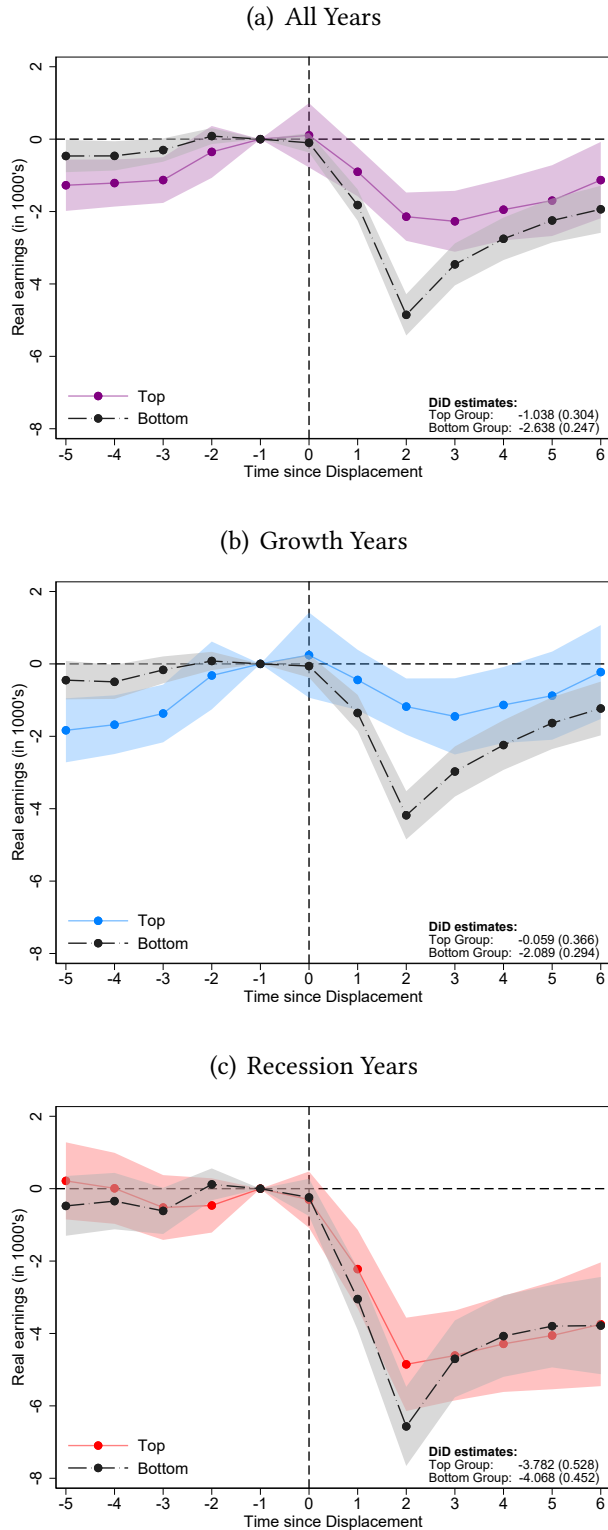 (a) All Years
Real earnings (in 1000's)
2
0
-2
-4
-6
-8
Top
Bottom
DiD estimates:
Top Group: -1.038 (0.304)
Bottom Group: -2.638 (0.247)
-5 -4 -3 -2 -1 0 1 2 3 4 5 6
Time since Displacement
(b) Growth Years
Real earnings (in 1000's)
2
0
-2
-4
-6
-8
Top
Bottom
DiD estimates:
Top Group: -0.059 (0.366)
Bottom Group: -2.089 (0.294)
-5 -4 -3 -2 -1 0 1 2 3 4 5 6
Time since Displacement
(c) Recession Years
Real earnings (in 1000's)
2
0
-2
-4
-6
-8
Top
Bottom
DiD estimates:
Top Group: -3.782 (0.528)
Bottom Group: -4.068 (0.452)
-5 -4 -3 -2 -1 0 1 2 3 4 5 6
Time since Displacement